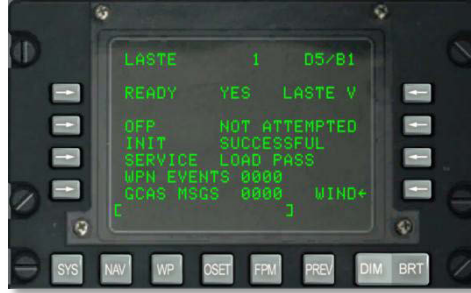 LASTE 1 D5/B1
READY YES LASTE V
OFP NOT ATTEMPTED
INIT SUCCESSFUL
SERVICE LOAD PASS
WPN EVENTS 0000
GCAS MSGS 0000 WIND←
[ ]
SYS NAV WP OSET FPM PREV DIM BRT